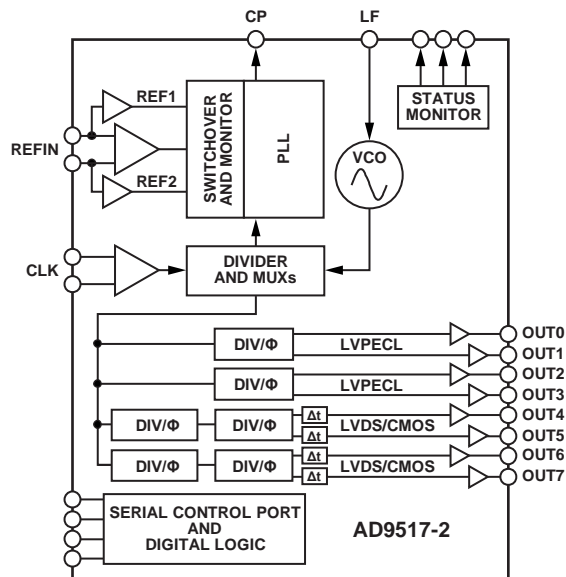 CP
LF
REF1
REF2
REFIN
SWITCHOVER
AND MONITOR
PLL
STATUS
MONITOR
VCO
CLK
DIVIDER
AND MUXs
DIV/Φ
LVPECL
OUT0
OUT1
DIV/Φ
LVPECL
OUT2
OUT3
DIV/Φ
DIV/Φ
Δt
Δt
LVDS/CMOS
OUT4
OUT5
DIV/Φ
DIV/Φ
Δt
Δt
LVDS/CMOS
OUT6
OUT7
SERIAL CONTROL PORT
AND
DIGITAL LOGIC
AD9517-2